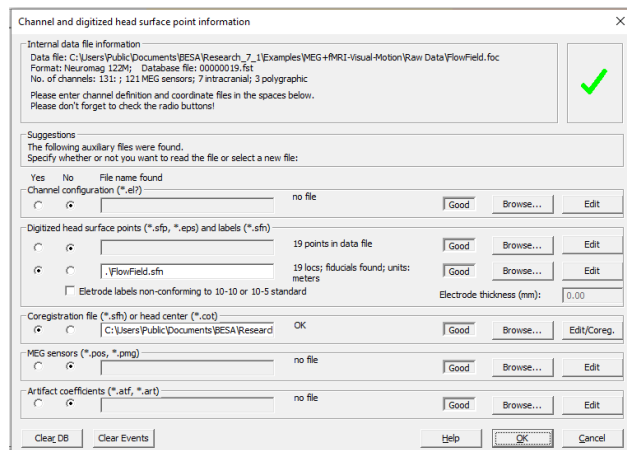 Channel and digitized head surface point information
Internal data file information
Data file: C:\Users\Public\Documents\BESA\Research_7_1\Examples\MEG+fMRI-Visual-Motion\Raw Data\FlowField.foc
Format: Neuromag 122M; Database file: 00000019.fst
No. of channels: 131: ; 121 MEG sensors; 7 intracranial; 3 polygraphic
Please enter channel definition and coordinate files in the spaces below.
Please don't forget to check the radio buttons!
Suggestions
The following auxiliary files were found.
Specify whether or not you want to read the file or select a new file:
Yes No File name found
Channel configuration (*.el?)
no file Good Browse... Edit
Digitized head surface points (*.sfp, *.eps) and labels (*.sfn)
19 points in data file Good Browse... Edit
.\FlowField.sfn 19 locs; fiducials found; units: meters Good Browse... Edit
Eletrode labels non-conforming to 10-10 or 10-5 standard Electrode thickness (mm): 0.00
Coregistration file (*.sfh) or head center (*.cot)
C:\Users\Public\Documents\BESA\Researd OK Good Browse... Edit/Coreg.
MEG sensors (*.pos, *.pmg)
no file Good Browse... Edit
Artifact coefficients (*.atf, *.art)
no file Good Browse... Edit
Clear DB Clear Events Help OK Cancel